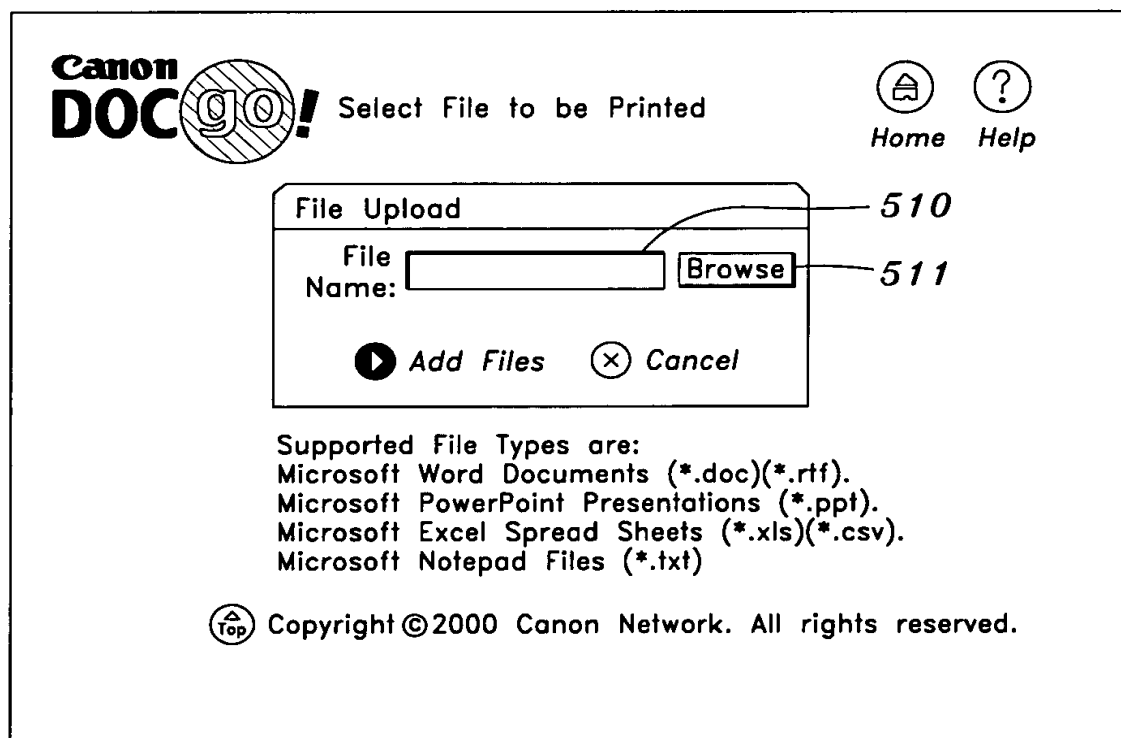 Canon
DOC go! Select File to be Printed
Home Help
File Upload
510
File Name: Browse
511
Add Files Cancel
Supported File Types are:
Microsoft Word Documents (*.doc)(*.rtf).
Microsoft PowerPoint Presentations (*.ppt).
Microsoft Excel Spread Sheets (*.xls)(*.csv).
Microsoft Notepad Files (*.txt)
Top Copyright ©2000 Canon Network. All rights reserved.